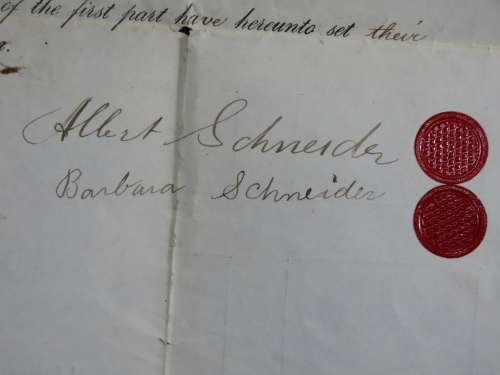 of the first part have hereunto set their
Albert Schneider
Barbara Schneider